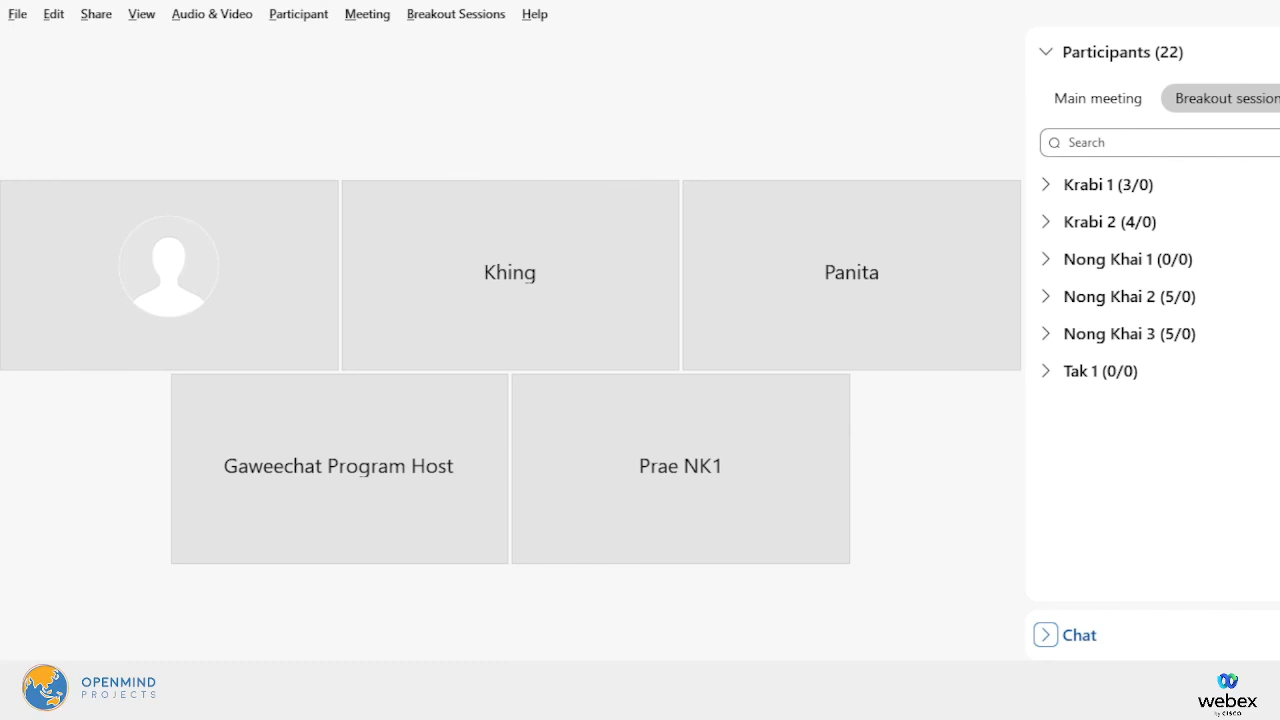 File Edit Share View Audio & Video Participant Meeting Breakout Sessions Help
Participants (22)
Main meeting Breakout session
Search
Krabi 1 (3/0)
Krabi 2 (4/0)
Nong Khai 1 (0/0)
Nong Khai 2 (5/0)
Nong Khai 3 (5/0)
Tak 1 (0/0)
Khing
Panita
Gaweechat Program Host
Prae NK1
Chat
OPENMIND
PROJECTS
webex
by CISCO